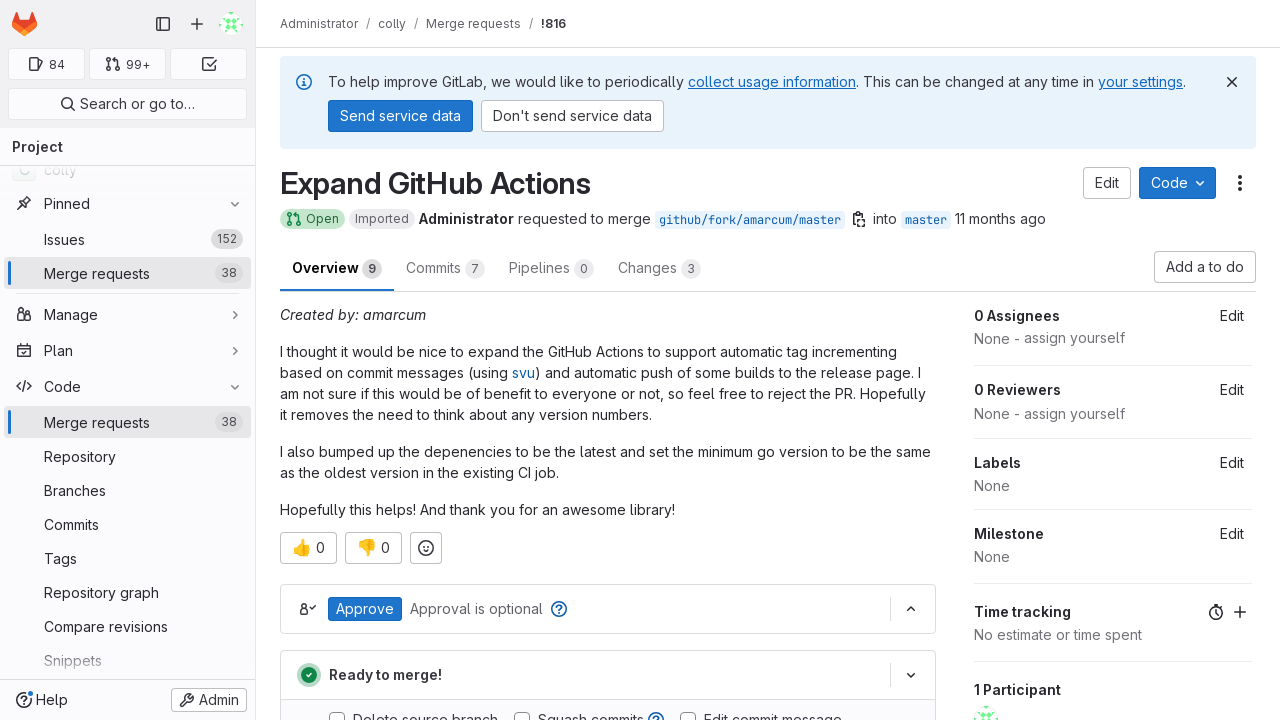 Administrator / colly / Merge requests / !816
84
99+
Search or go to…
Project
colly
Pinned
Issues 152
Merge requests 38
Manage
Plan
Code
Merge requests 38
Repository
Branches
Commits
Tags
Repository graph
Compare revisions
Snippets
Help
Admin
To help improve GitLab, we would like to periodically collect usage information. This can be changed at any time in your settings.
Send service data
Don't send service data
Expand GitHub Actions
Edit
Code
Open Imported Administrator requested to merge github/fork/amarcum/master into master 11 months ago
Overview 9
Commits 7
Pipelines 0
Changes 3
Add a to do
Created by: amarcum
I thought it would be nice to expand the GitHub Actions to support automatic tag incrementing
based on commit messages (using svu) and automatic push of some builds to the release page. I
am not sure if this would be of benefit to everyone or not, so feel free to reject the PR. Hopefully
it removes the need to think about any version numbers.
I also bumped up the depenencies to be the latest and set the minimum go version to be the same
as the oldest version in the existing CI job.
Hopefully this helps! And thank you for an awesome library!
👍 0
👎 0
Approve
Approval is optional
Ready to merge!
Delete source branch
Squash commits
Edit commit message
0 Assignees
Edit
None - assign yourself
0 Reviewers
Edit
None - assign yourself
Labels
Edit
None
Milestone
Edit
None
Time tracking
No estimate or time spent
1 Participant